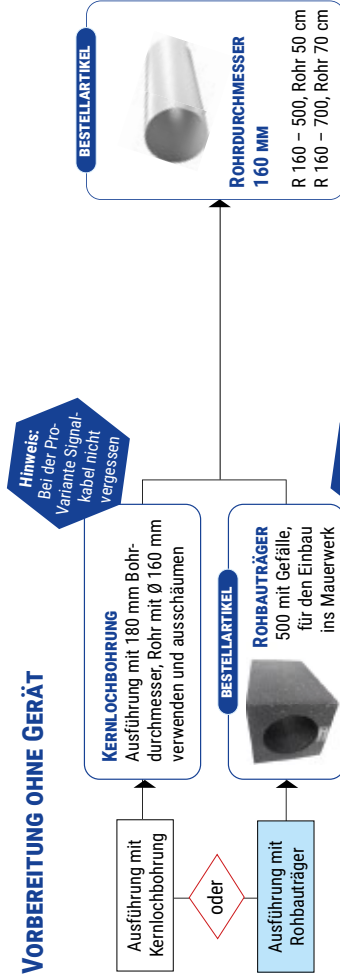 VORBEREITUNG OHNE GERÄT
Ausführung mit
Kernlochbohrung
oder
Ausführung mit
Rohbauträger
KERNLOCHBOHRUNG
Ausführung mit 180 mm Bohr-
durchmesser, Rohr mit Ø 160 mm
verwenden und ausschäumen
Hinweis:
Bei der Pro-
Variante Signal-
kabel nicht
vergessen
BESTELLARTIKEL
ROHBAUTRÄGER
500 mit Gefälle,
für den Einbau
ins Mauerwerk
BESTELLARTIKEL
ROHRDURCHMESSER
160 MM
R 160 – 500, Rohr 50 cm
R 160 – 700, Rohr 70 cm